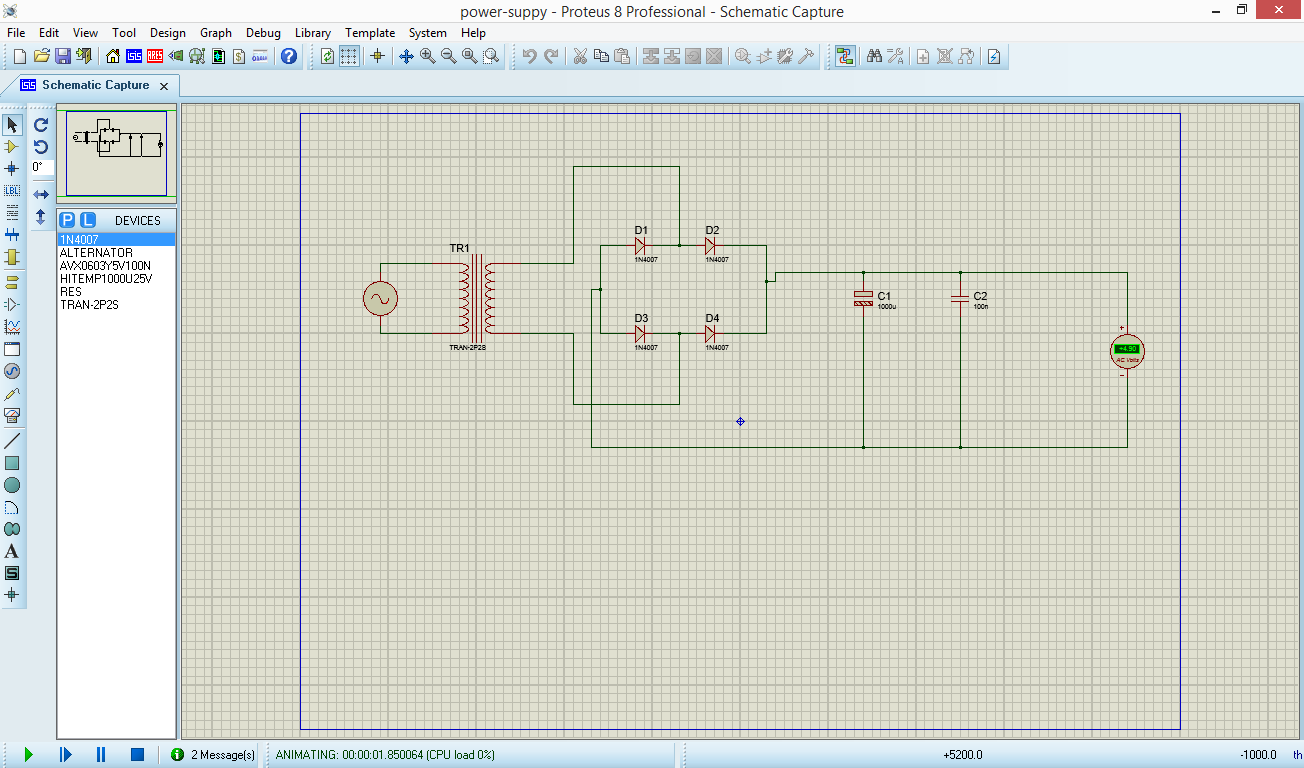 power-suppy - Proteus 8 Professional - Schematic Capture
File Edit View Tool Design Graph Debug Library Template System Help
Schematic Capture
0°
LBL
P L DEVICES
1N4007
ALTERNATOR
AVX0603Y5V100N
HITEMP1000U25V
RES
TRAN-2P2S
A
S
TR1
TRAN-2P2S
D1
1N4007
D2
1N4007
D3
1N4007
D4
1N4007
C1
1000u
C2
100n
+4.90
AC Volts
2 Message(s)
ANIMATING: 00:00:01.850064 (CPU load 0%)
+5200.0
-1000.0
th